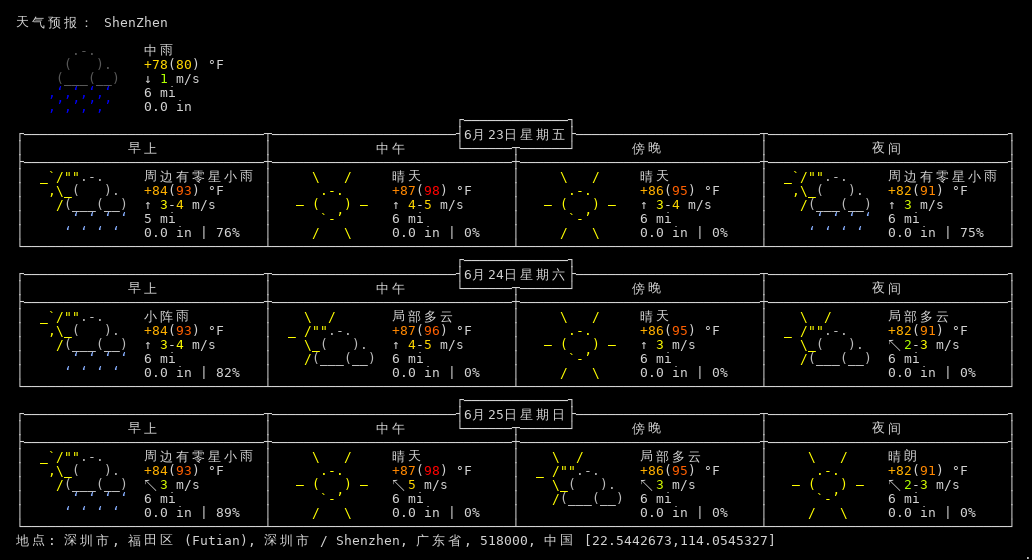 天气预报： ShenZhen
中雨
+78(80) °F
↓ 1 m/s
6 mi
0.0 in
6月23日星期五
早上 中午 傍晚 夜间
周边有零星小雨 晴天 晴天 周边有零星小雨
+84(93) °F +87(98) °F +86(95) °F +82(91) °F
↑ 3-4 m/s ↑ 4-5 m/s ↑ 3-4 m/s ↑ 3 m/s
5 mi 6 mi 6 mi 6 mi
0.0 in | 76% 0.0 in | 0% 0.0 in | 0% 0.0 in | 75%
6月24日星期六
早上 中午 傍晚 夜间
小阵雨 局部多云 晴天 局部多云
+84(93) °F +87(96) °F +86(95) °F +82(91) °F
↑ 3-4 m/s ↑ 4-5 m/s ↑ 3 m/s ↖ 2-3 m/s
6 mi 6 mi 6 mi 6 mi
0.0 in | 82% 0.0 in | 0% 0.0 in | 0% 0.0 in | 0%
6月25日星期日
早上 中午 傍晚 夜间
周边有零星小雨 晴天 局部多云 晴朗
+84(93) °F +87(98) °F +86(95) °F +82(91) °F
↖ 3 m/s ↖ 5 m/s ↖ 3 m/s ↖ 2-3 m/s
6 mi 6 mi 6 mi 6 mi
0.0 in | 89% 0.0 in | 0% 0.0 in | 0% 0.0 in | 0%
地点: 深圳市, 福田区 (Futian), 深圳市 / Shenzhen, 广东省, 518000, 中国 [22.5442673,114.0545327]